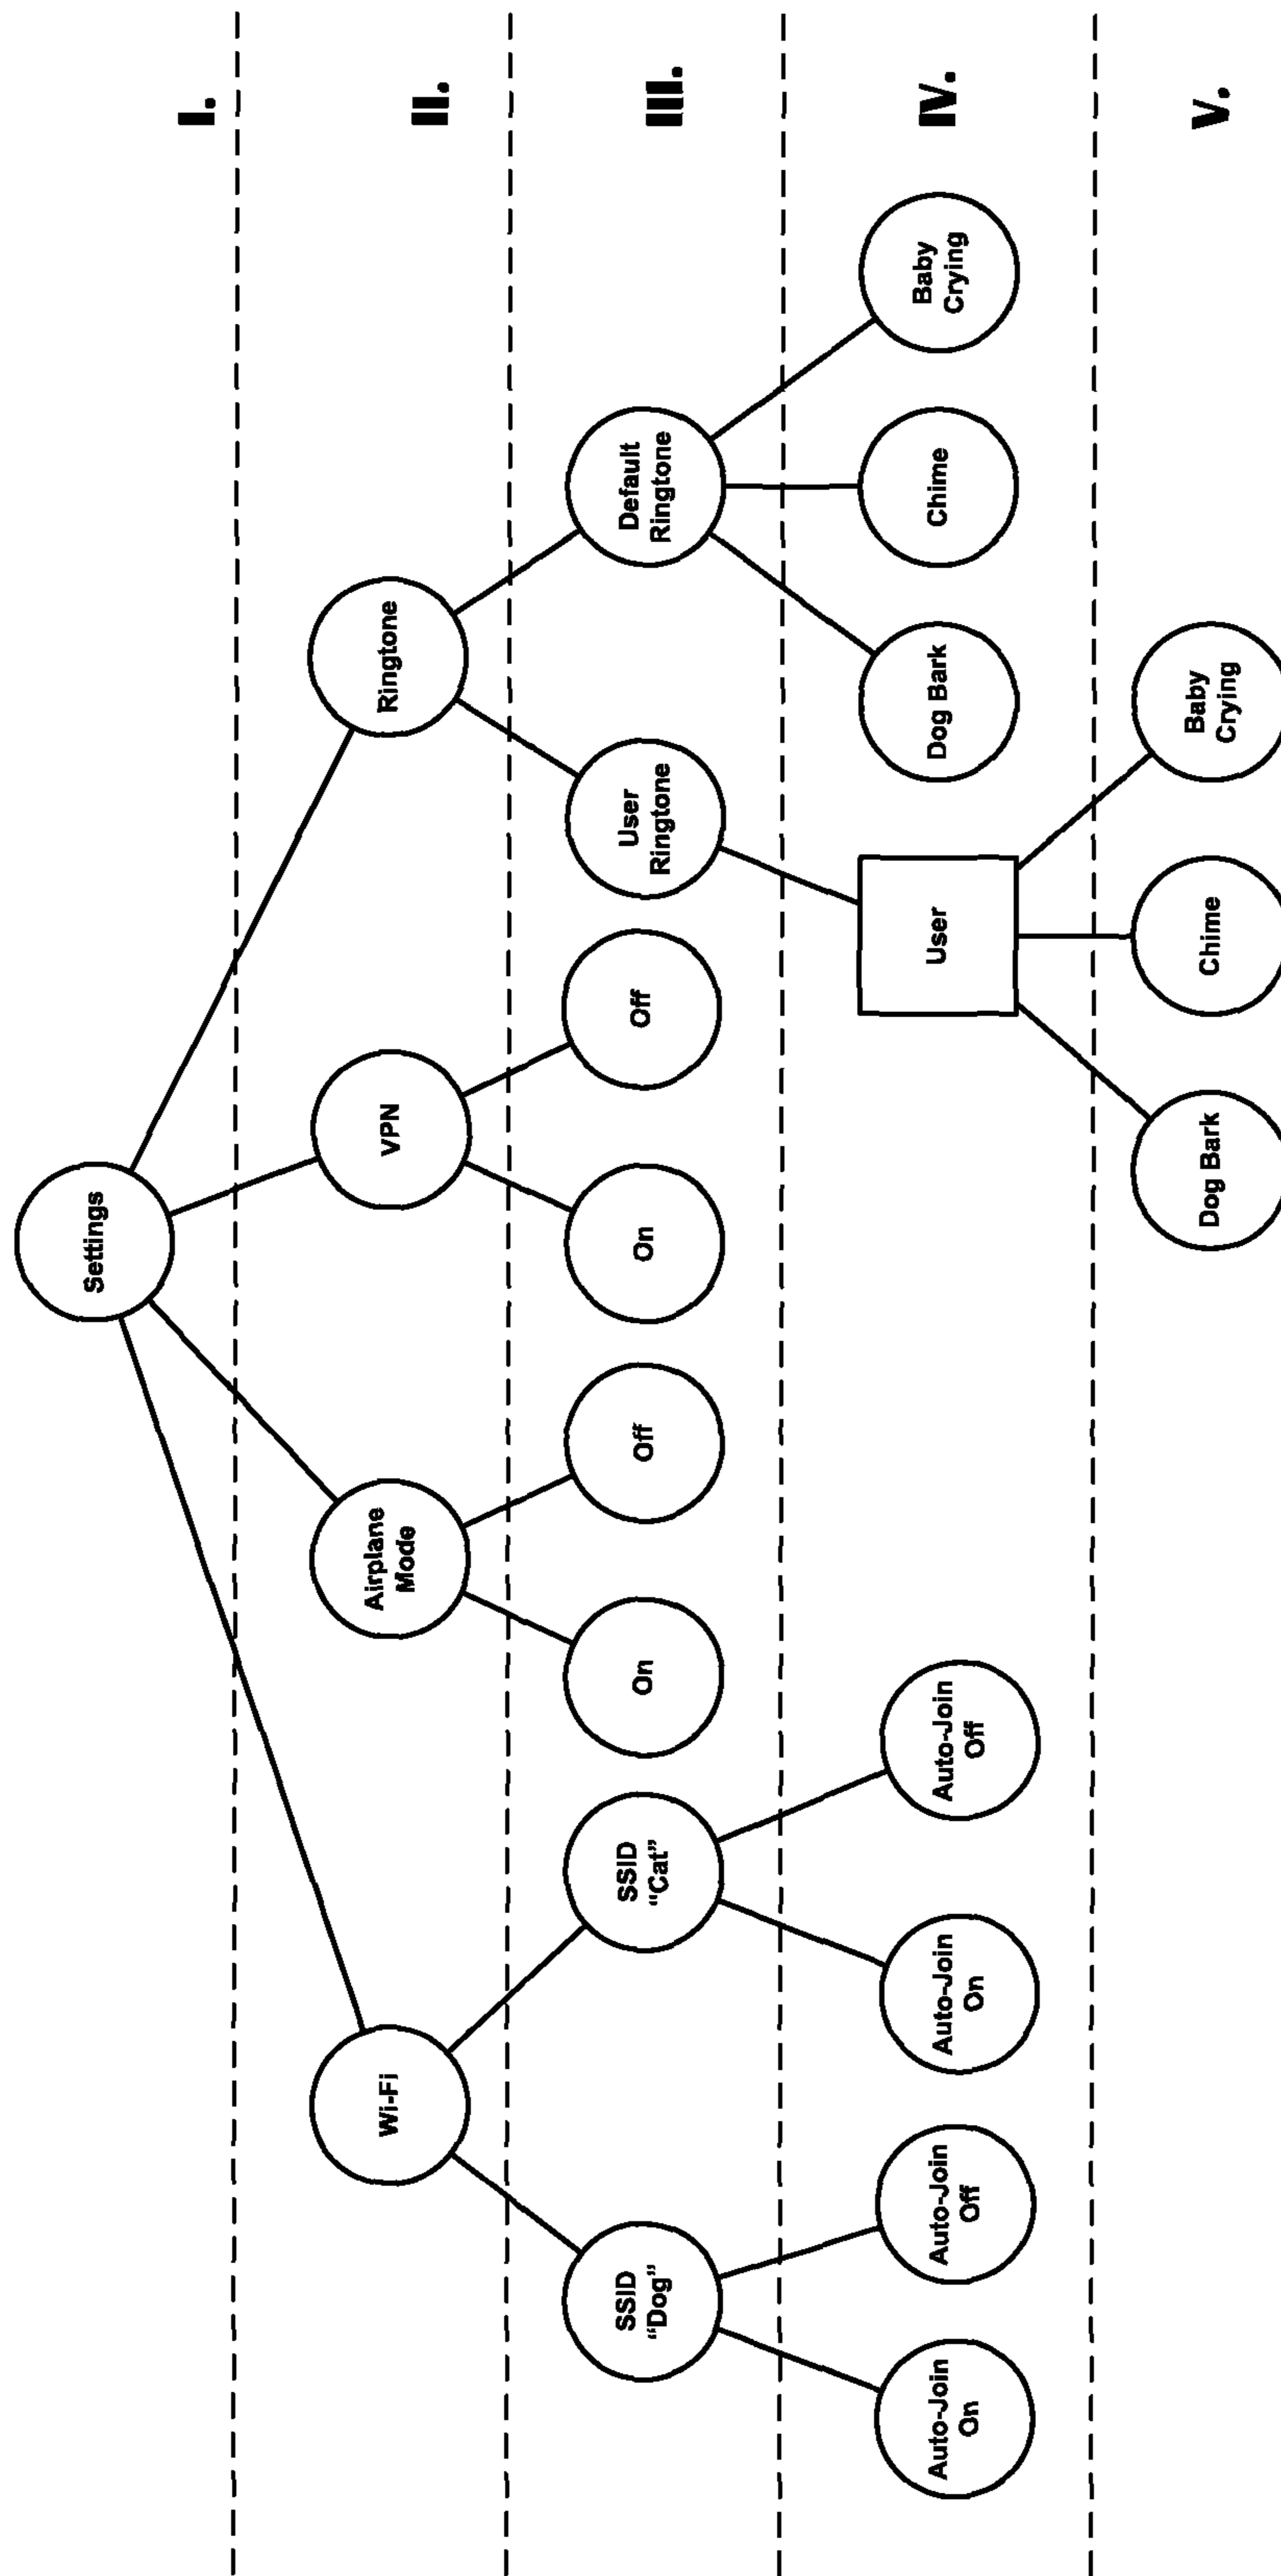 Settings
I.
Wi-Fi
Airplane
Mode
VPN
Ringtone
II.
SSID
“Dog”
SSID
“Cat”
On
Off
On
Off
User
Ringtone
Default
Ringtone
III.
Auto-Join
On
Auto-Join
Off
Auto-Join
On
Auto-Join
Off
User
Dog Bark
Chime
Baby
Crying
IV.
Dog Bark
Chime
Baby
Crying
V.